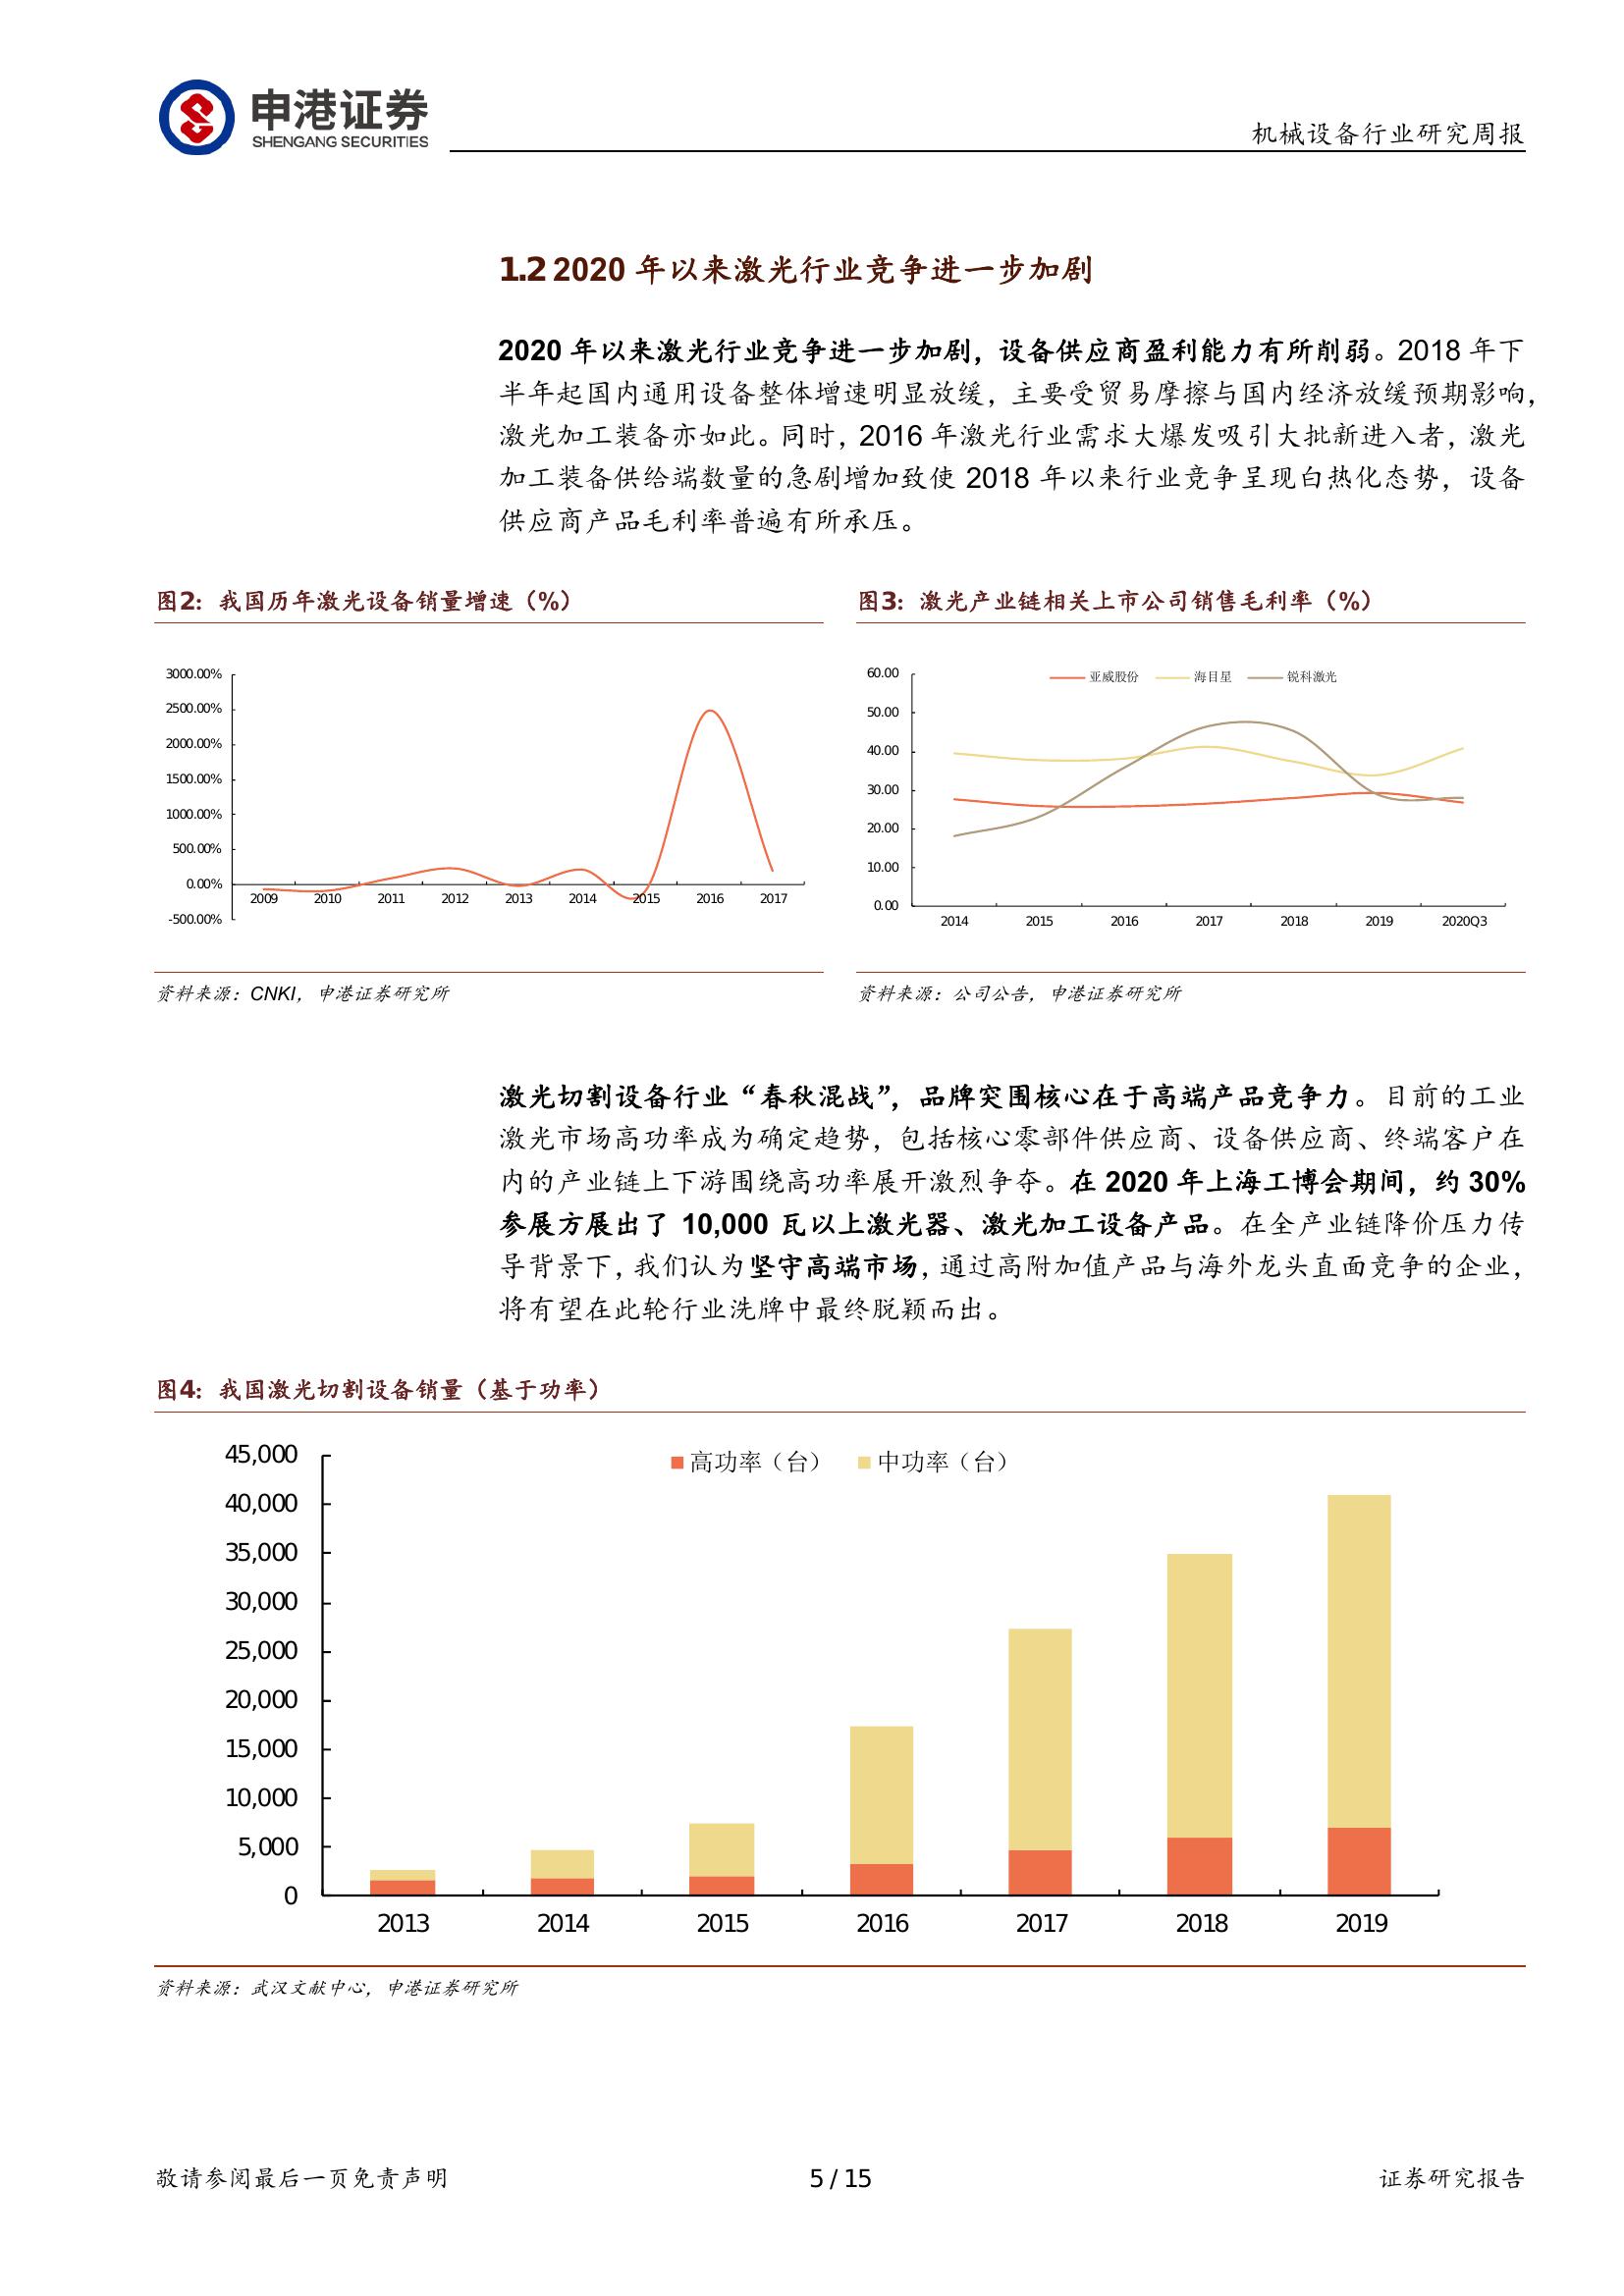 申港证券
SHENGANG SECURITIES
机械设备行业研究周报
1.2 2020 年以来激光行业竞争进一步加剧
2020 年以来激光行业竞争进一步加剧，设备供应商盈利能力有所削弱。2018 年下
半年起国内通用设备整体增速明显放缓，主要受贸易摩擦与国内经济放缓预期影响，
激光加工装备亦如此。同时，2016 年激光行业需求大爆发吸引大批新进入者，激光
加工装备供给端数量的急剧增加致使 2018 年以来行业竞争呈现白热化态势，设备
供应商产品毛利率普遍有所承压。
图2：我国历年激光设备销量增速（%）
3000.00%
2500.00%
2000.00%
1500.00%
1000.00%
500.00%
0.00%
-500.00%
2009 2010 2011 2012 2013 2014 2015 2016 2017
资料来源：CNKI，申港证券研究所
图3：激光产业链相关上市公司销售毛利率（%）
亚威股份 海目星 锐科激光
60.00
50.00
40.00
30.00
20.00
10.00
0.00
2014 2015 2016 2017 2018 2019 2020Q3
资料来源：公司公告，申港证券研究所
激光切割设备行业“春秋混战”，品牌突围核心在于高端产品竞争力。目前的工业
激光市场高功率成为确定趋势，包括核心零部件供应商、设备供应商、终端客户在
内的产业链上下游围绕高功率展开激烈争夺。在 2020 年上海工博会期间，约 30%
参展方展出了 10,000 瓦以上激光器、激光加工设备产品。在全产业链降价压力传
导背景下，我们认为坚守高端市场，通过高附加值产品与海外龙头直面竞争的企业，
将有望在此轮行业洗牌中最终脱颖而出。
图4：我国激光切割设备销量（基于功率）
高功率（台） 中功率（台）
45,000
40,000
35,000
30,000
25,000
20,000
15,000
10,000
5,000
0
2013 2014 2015 2016 2017 2018 2019
资料来源：武汉文献中心，申港证券研究所
敬请参阅最后一页免责声明
5 / 15
证券研究报告